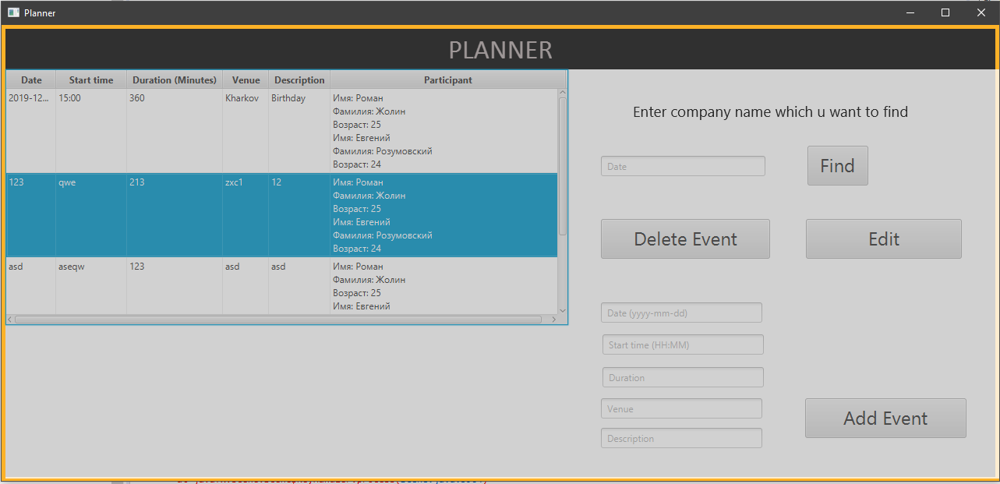 Planner
PLANNER
Date Start time Duration (Minutes) Venue Description Participant
2019-12... 15:00 360 Kharkov Birthday Имя: Роман
Фамилия: Жолин
Возраст: 25
Имя: Евгений
Фамилия: Розумовский
Возраст: 24
123 qwe 213 zxc1 12 Имя: Роман
Фамилия: Жолин
Возраст: 25
Имя: Евгений
Фамилия: Розумовский
Возраст: 24
asd aseqw 123 asd asd Имя: Роман
Фамилия: Жолин
Возраст: 25
Имя: Евгений
Enter company name which u want to find
Date
Find
Delete Event
Edit
Date (yyyy-mm-dd)
Start time (HH:MM)
Duration
Venue
Description
Add Event